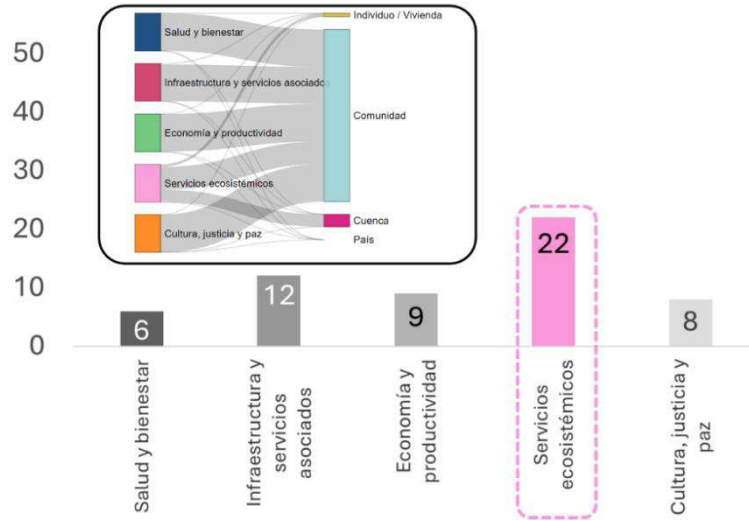 50
40
30
20
10
0
Salud y bienestar
Infraestructura y servicios asociados
Economía y productividad
Servicios ecosistémicos
Cultura, justicia y paz
Individuo / Vivienda
Comunidad
Cuenca
País
6
12
9
22
8
Salud y bienestar
Infraestructura y
servicios
asociados
Economía y
productividad
Servicios
ecosistémicos
Cultura, justicia y
paz